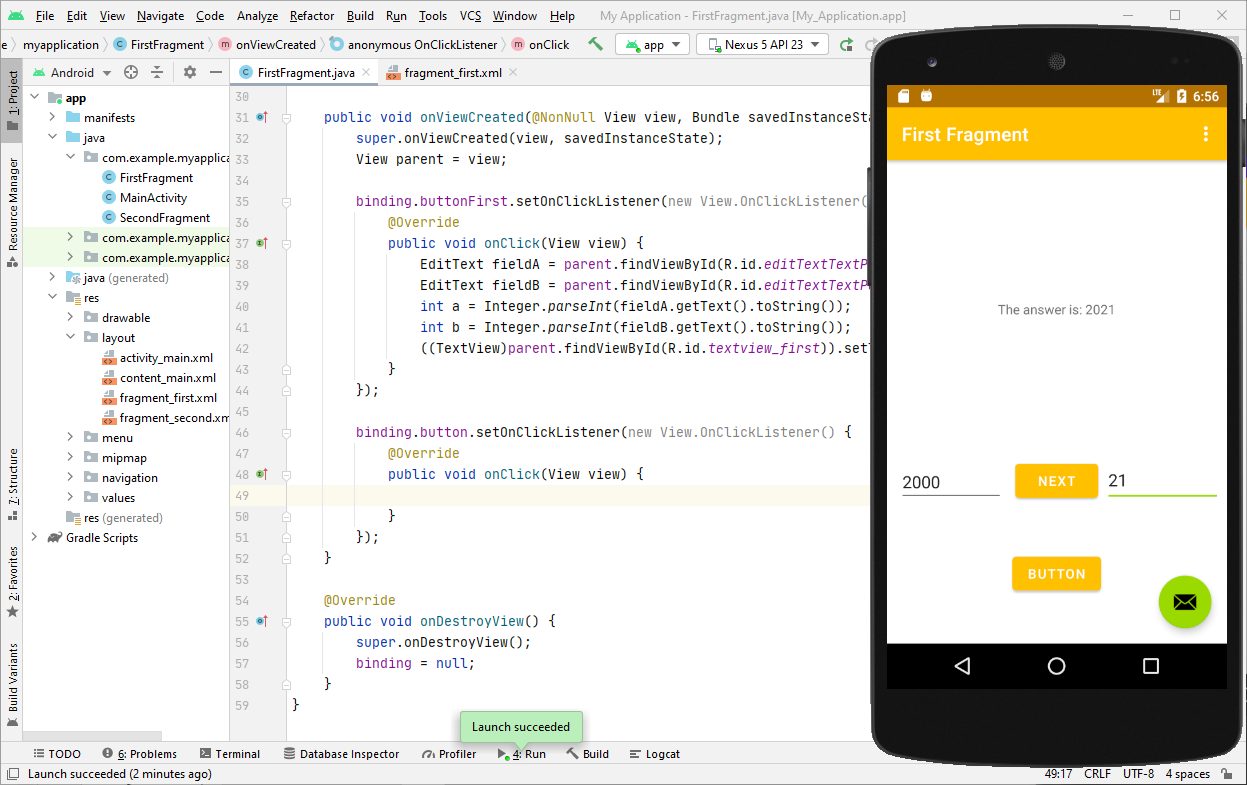 File Edit View Navigate Code Analyze Refactor Build Run Tools VCS Window Help My Application - FirstFragment.java [My_Application.app]
e myapplication FirstFragment onViewCreated anonymous OnClickListener onClick app Nexus 5 API 23
1: Project
Resource Manager
7: Structure
2: Favorites
Build Variants
Android
app
manifests
java
com.example.myapplica
FirstFragment
MainActivity
SecondFragment
com.example.myapplica
com.example.myapplica
java (generated)
res
drawable
layout
activity_main.xml
content_main.xml
fragment_first.xml
fragment_second.xm
menu
mipmap
navigation
values
res (generated)
Gradle Scripts
FirstFragment.java fragment_first.xml
30
31 public void onViewCreated(@NonNull View view, Bundle savedInstanceSta
32 super.onViewCreated(view, savedInstanceState);
33 View parent = view;
34
35 binding.buttonFirst.setOnClickListener(new View.OnClickListener(
36 @Override
37 public void onClick(View view) {
38 EditText fieldA = parent.findViewById(R.id.editTextTextP
39 EditText fieldB = parent.findViewById(R.id.editTextTextP
40 int a = Integer.parseInt(fieldA.getText().toString());
41 int b = Integer.parseInt(fieldB.getText().toString());
42 ((TextView)parent.findViewById(R.id.textview_first)).setT
43 }
44 });
45
46 binding.button.setOnClickListener(new View.OnClickListener() {
47 @Override
48 public void onClick(View view) {
49
50 }
51 });
52 }
53
54 @Override
55 public void onDestroyView() {
56 super.onDestroyView();
57 binding = null;
58 }
59 }
LTE 6:56
First Fragment
The answer is: 2021
2000 NEXT 21
BUTTON
Launch succeeded
TODO 6: Problems Terminal Database Inspector Profiler 4: Run Build Logcat
Launch succeeded (2 minutes ago) 49:17 CRLF UTF-8 4 spaces